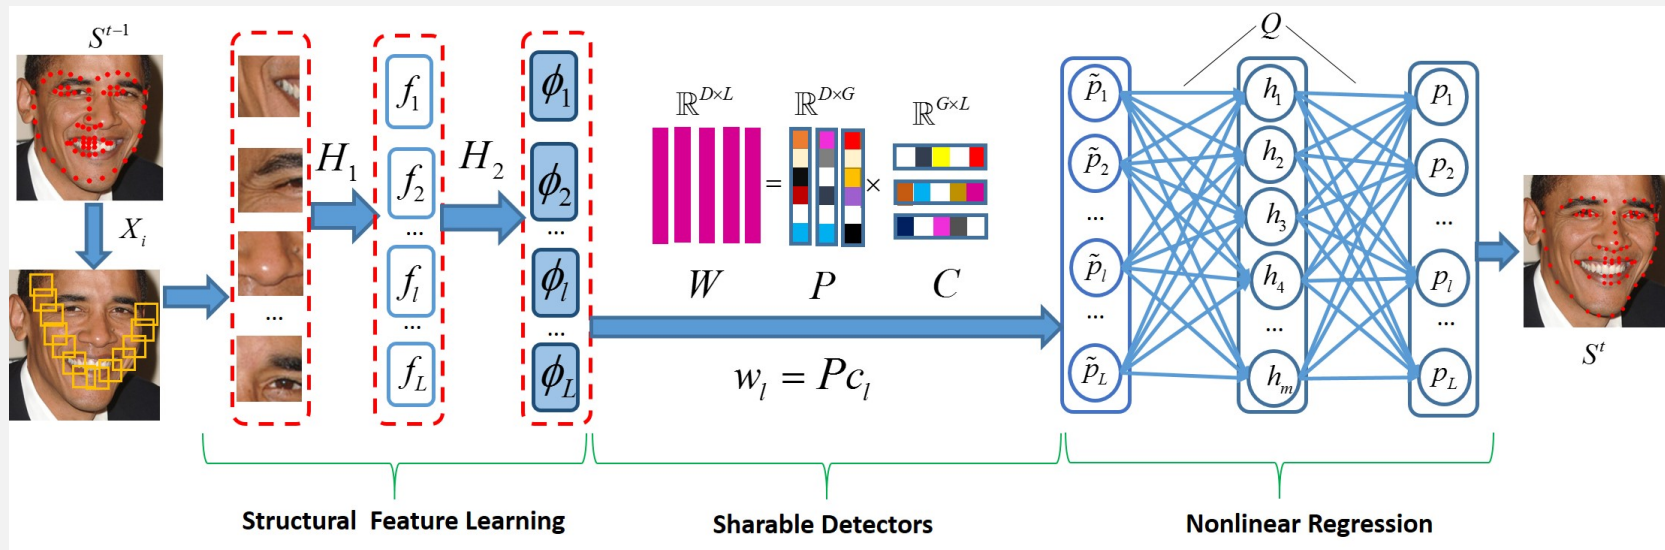 S^{t-1}
X_i
H_1
f_1
f_2
...
f_l
...
f_L
H_2
ϕ_1
ϕ_2
...
ϕ_l
...
ϕ_L
...
ℝ^{D×L}
ℝ^{D×G}
ℝ^{G×L}
= ×
W P C
w_l = Pc_l
Q
p̃_1
p̃_2
...
p̃_l
...
p̃_L
h_1
h_2
h_3
h_4
...
h_m
p_1
p_2
...
p_l
...
p_L
S^t
Structural Feature Learning
Sharable Detectors
Nonlinear Regression